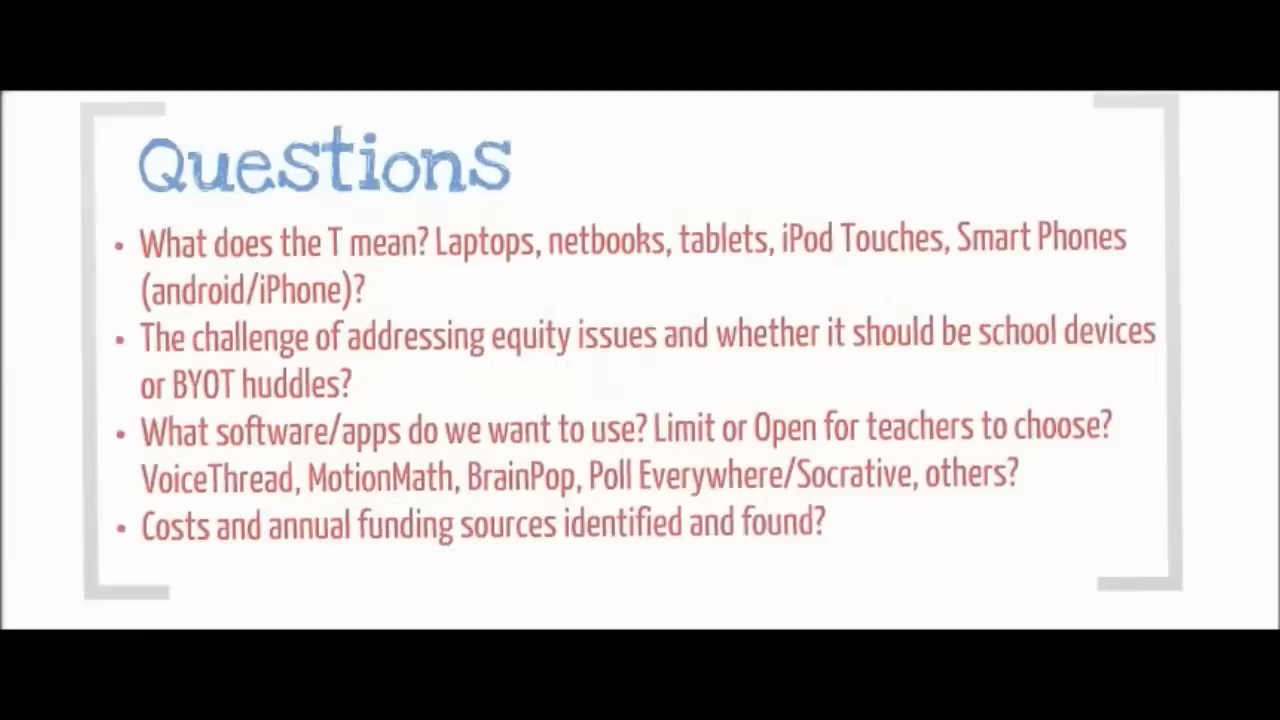 Questions
• What does the T mean? Laptops, netbooks, tablets, iPod Touches, Smart Phones
(android/iPhone)?
• The challenge of addressing equity issues and whether it should be school devices
or BYOT huddles?
• What software/apps do we want to use? Limit or Open for teachers to choose?
VoiceThread, MotionMath, BrainPop, Poll Everywhere/Socrative, others?
• Costs and annual funding sources identified and found?